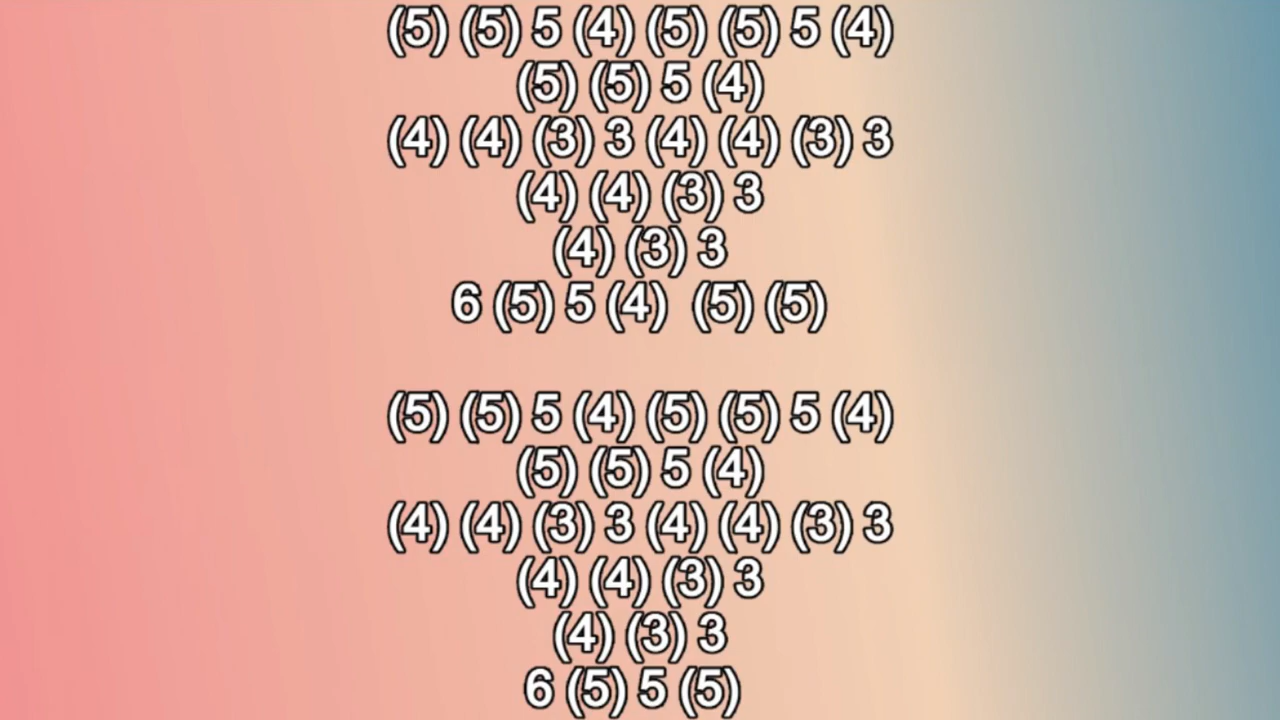 (5) (5) 5 (4) (5) (5) 5 (4)
(5) (5) 5 (4)
(4) (4) (3) 3 (4) (4) (3) 3
(4) (4) (3) 3
(4) (3) 3
6 (5) 5 (4) (5) (5)
(5) (5) 5 (4) (5) (5) 5 (4)
(5) (5) 5 (4)
(4) (4) (3) 3 (4) (4) (3) 3
(4) (4) (3) 3
(4) (3) 3
6 (5) 5 (5)